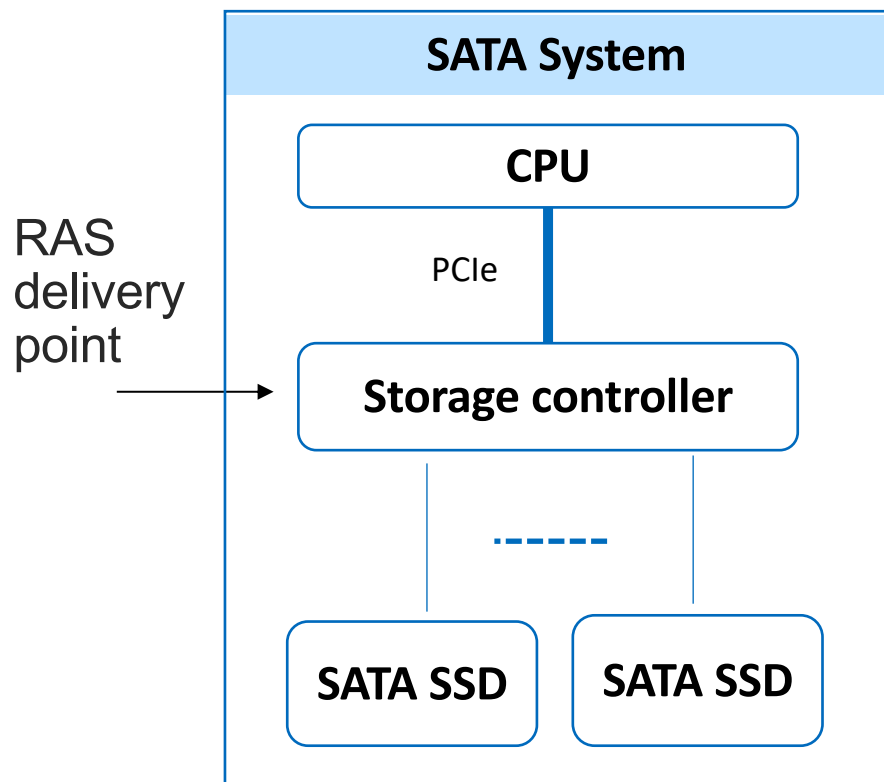 SATA System
CPU
RAS
delivery
point
PCIe
Storage controller
SATA SSD
SATA SSD